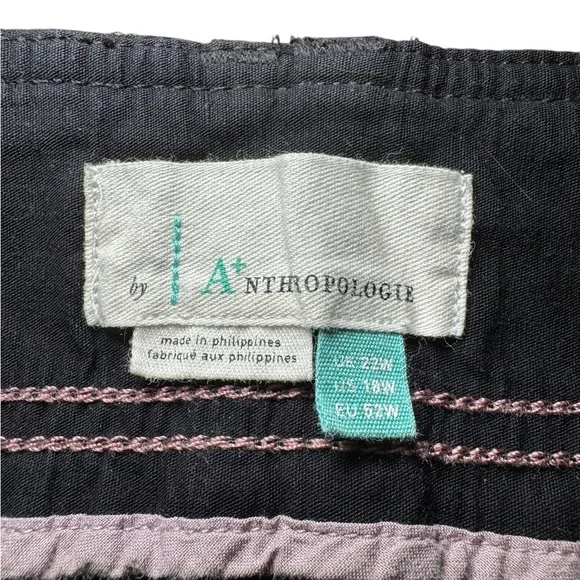 by A+NTHROPOLOGIE
made in philippines
fabriqué aux philippines
UK 22W
US 18W
EU 52W